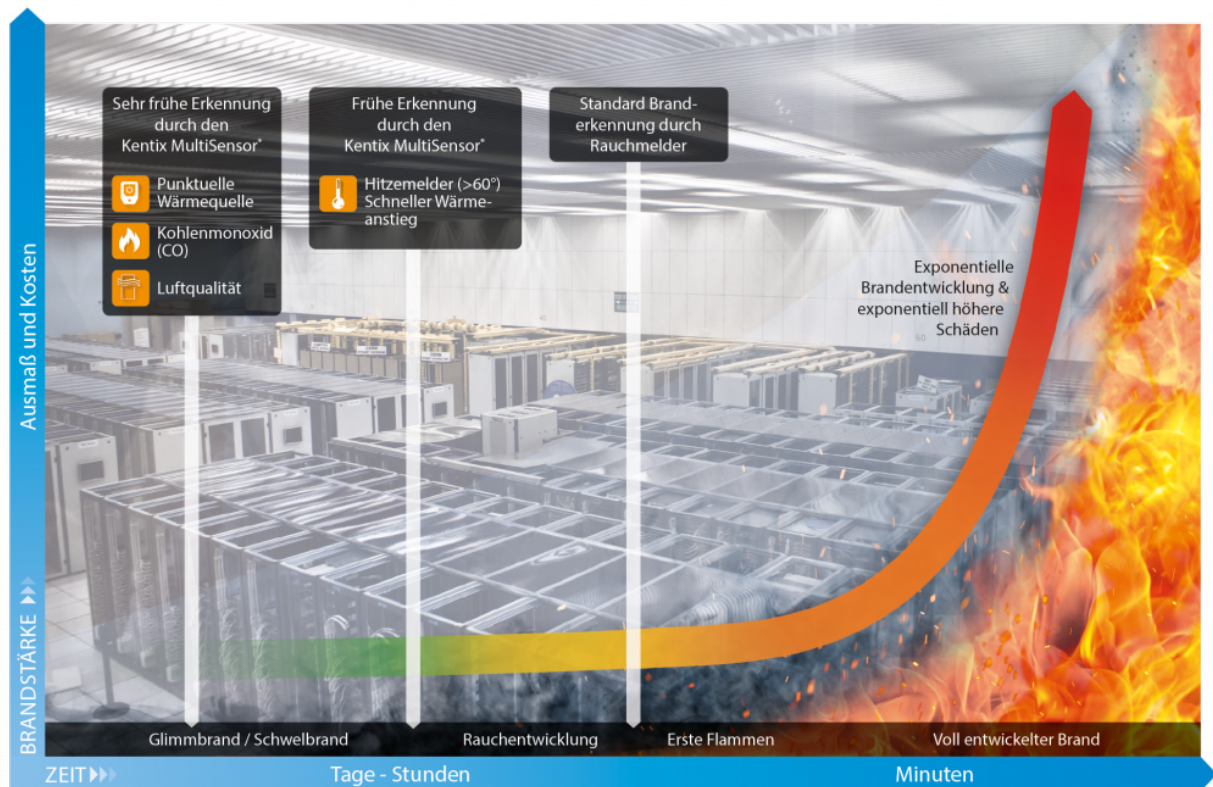 Sehr frühe Erkennung
durch den
Kentix MultiSensor*
Punktuelle
Wärmequelle
Kohlenmonoxid
(CO)
Luftqualität
Frühe Erkennung
durch den
Kentix MultiSensor*
Hitzemelder (>60°)
Schneller Wärme-
anstieg
Standard Brand-
erkennung durch
Rauchmelder
Exponentielle
Brandentwicklung &
exponentiell höhere
Schäden
60
Ausmaß und Kosten
BRANDSTÄRKE
Glimmbrand / Schwelbrand
Rauchentwicklung
Erste Flammen
Voll entwickelter Brand
ZEIT
Tage - Stunden
Minuten